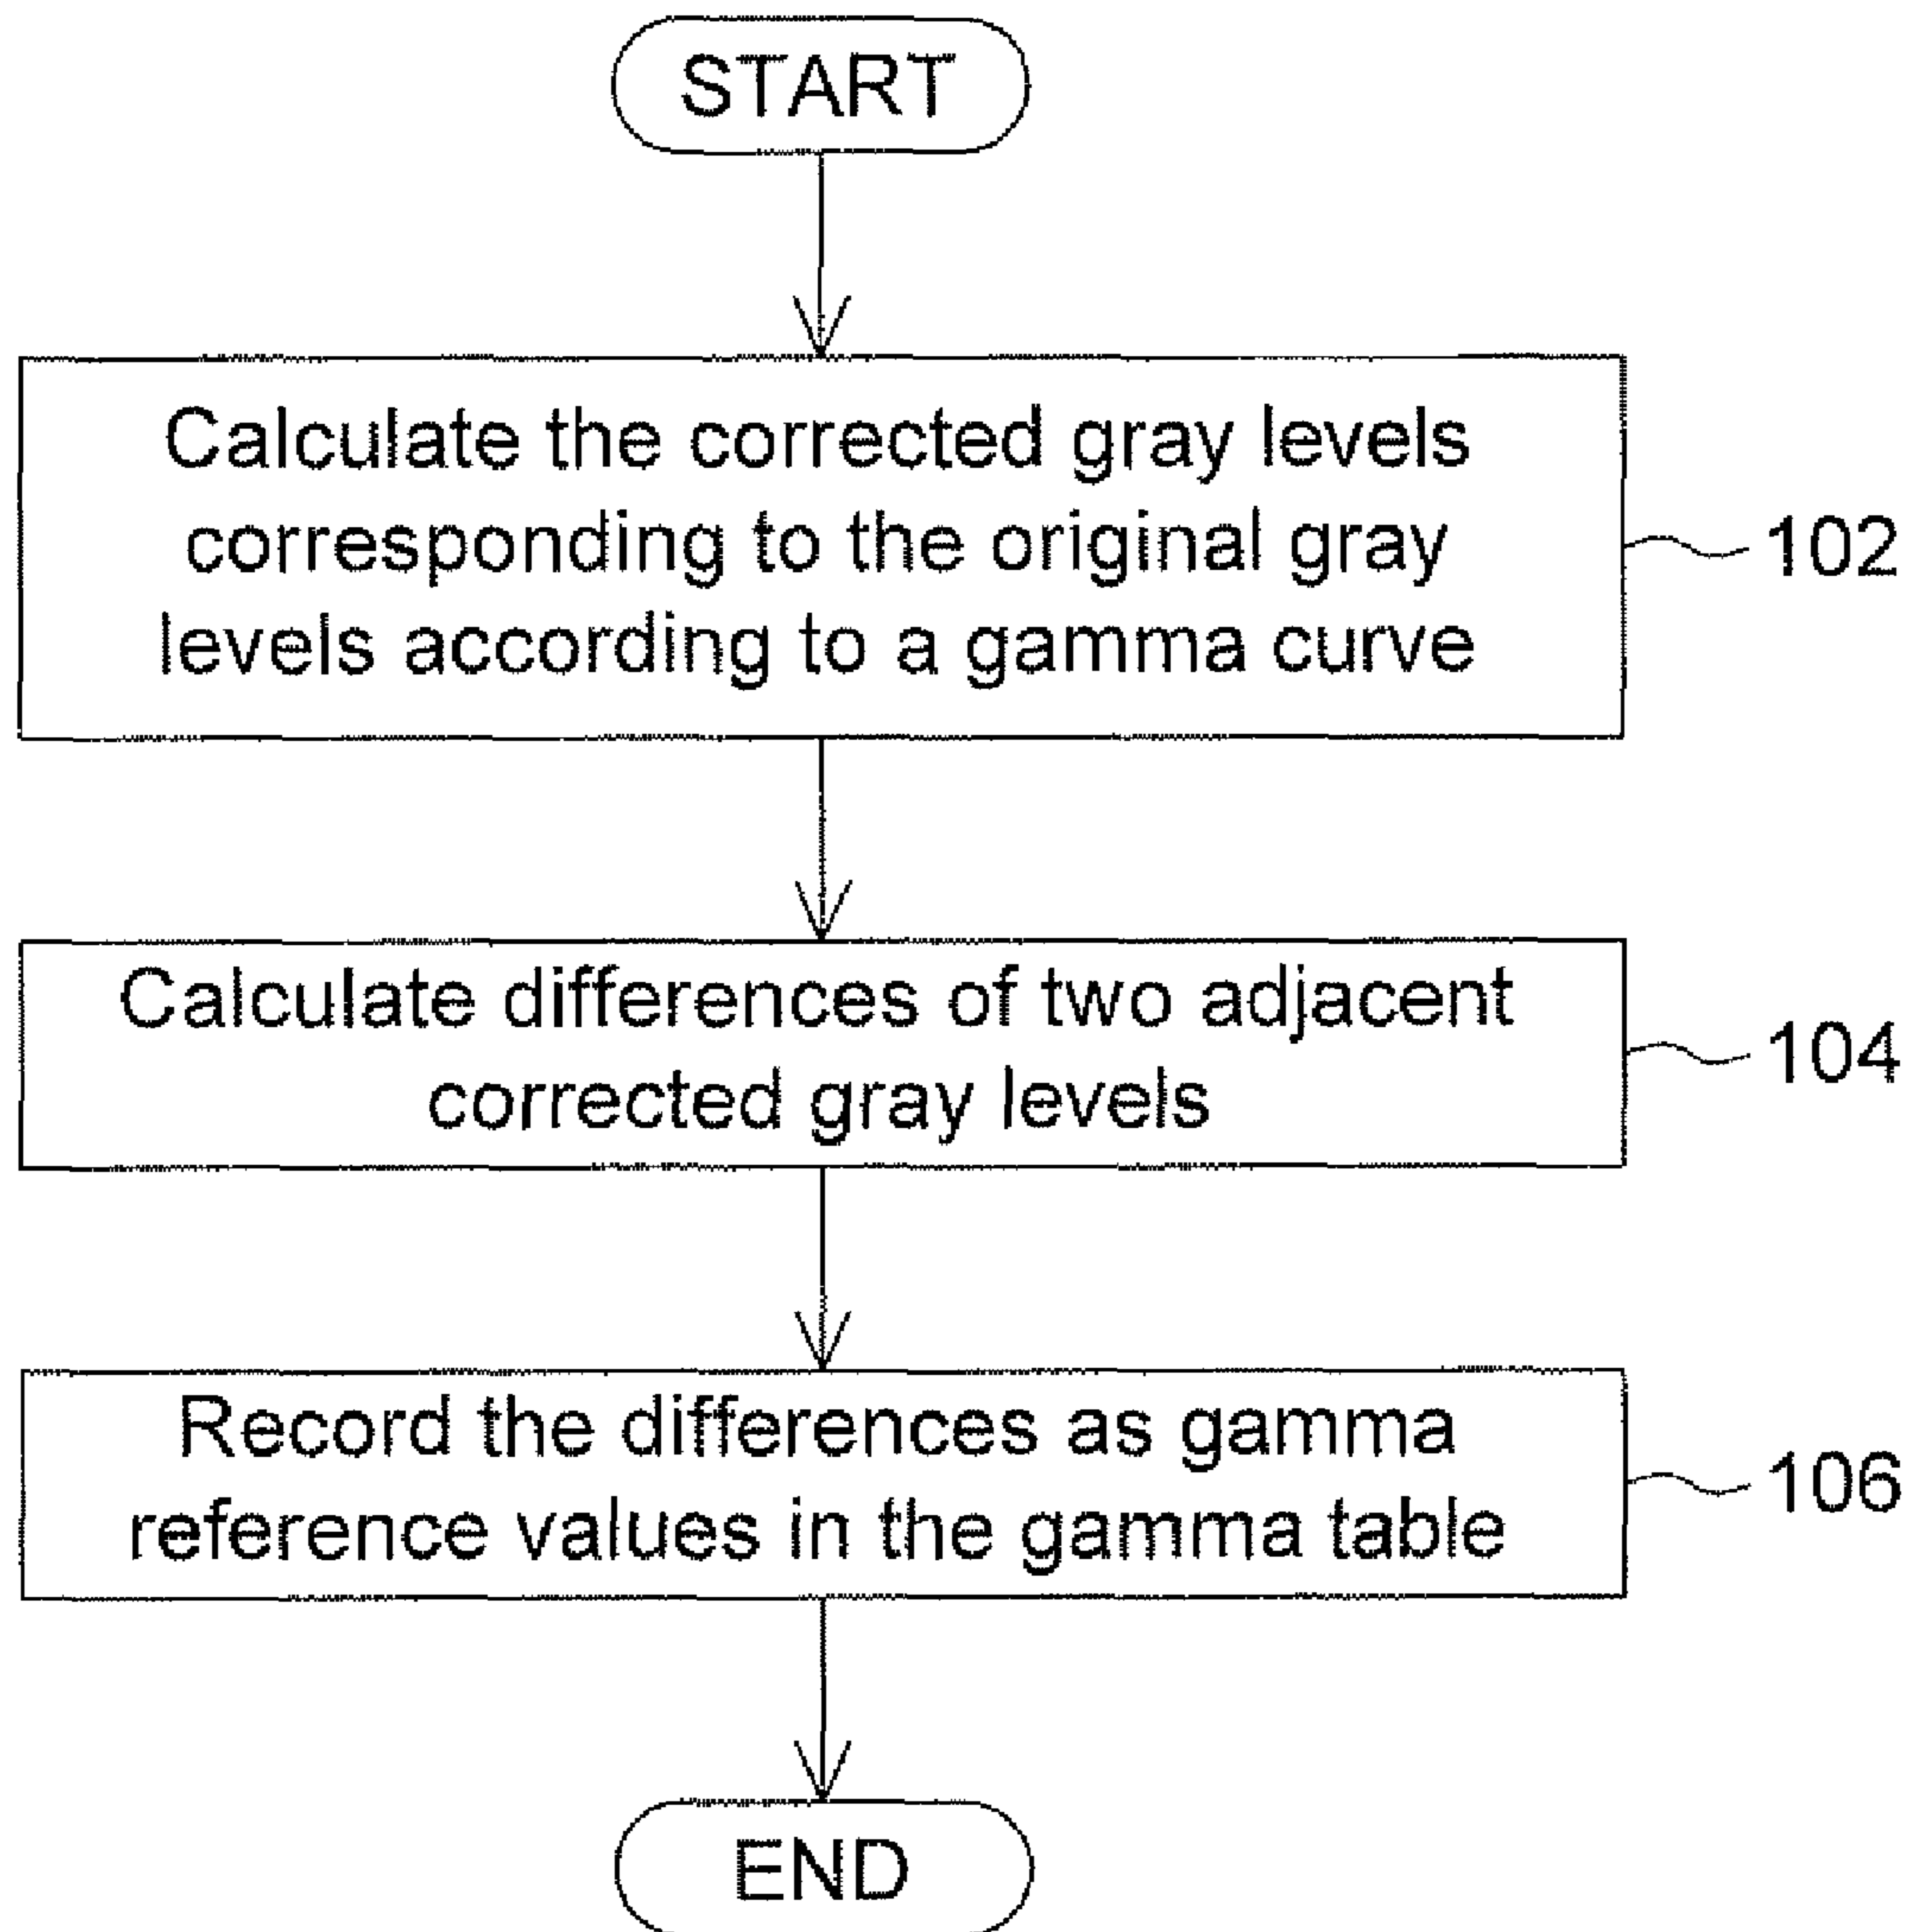 START
Calculate the corrected gray levels
corresponding to the original gray
levels according to a gamma curve
102
Calculate differences of two adjacent
corrected gray levels
104
Record the differences as gamma
reference values in the gamma table
106
END